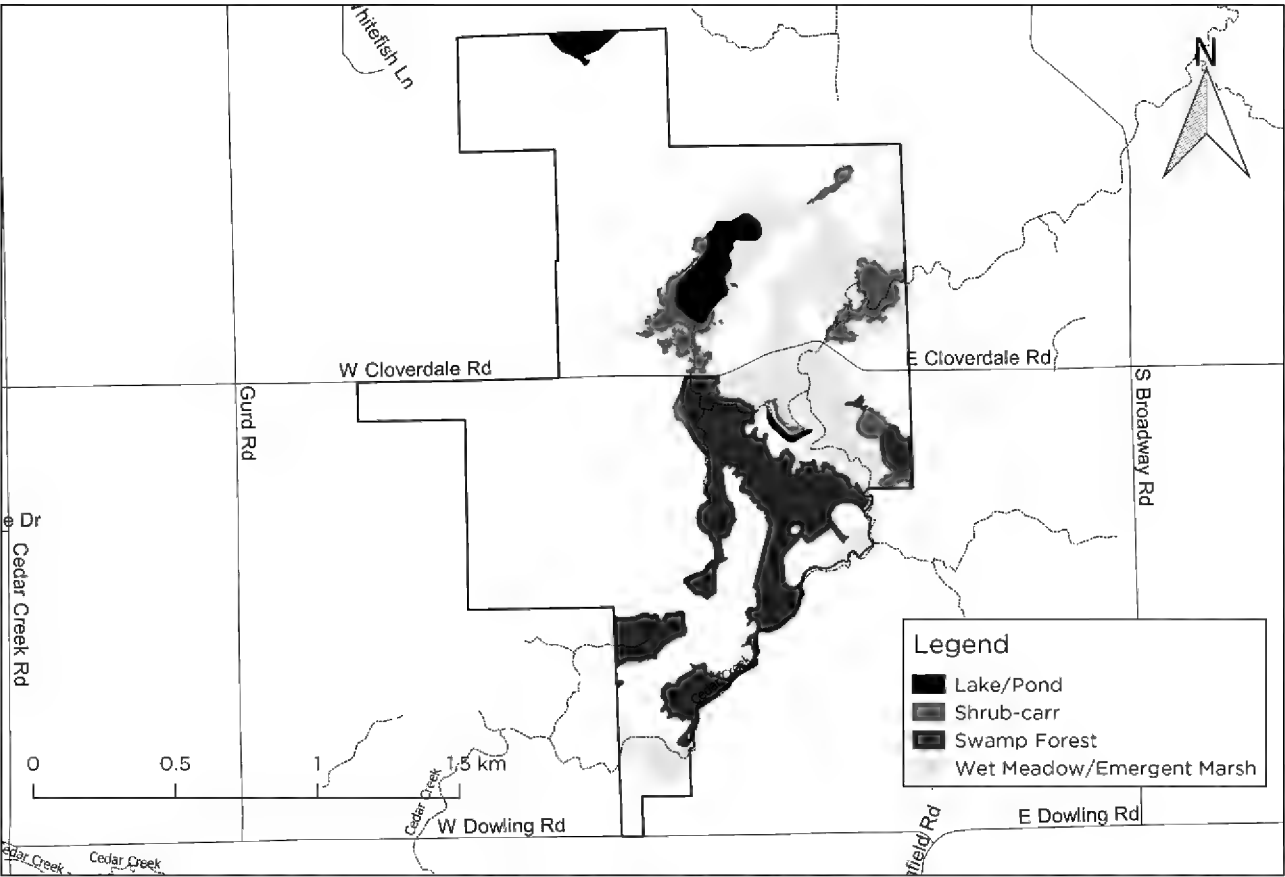 Whitefish Ln
N
W Cloverdale Rd
E Cloverdale Rd
Gurd Rd
S Broadway Rd
e Dr
Cedar Creek Rd
Cedar Creek
Legend
Lake/Pond
Shrub-carr
Swamp Forest
Wet Meadow/Emergent Marsh
0 0.5 1 1.5 km
Cedar Creek
W Dowling Rd
E Dowling Rd
field Rd
edar Creek
Cedar Creek